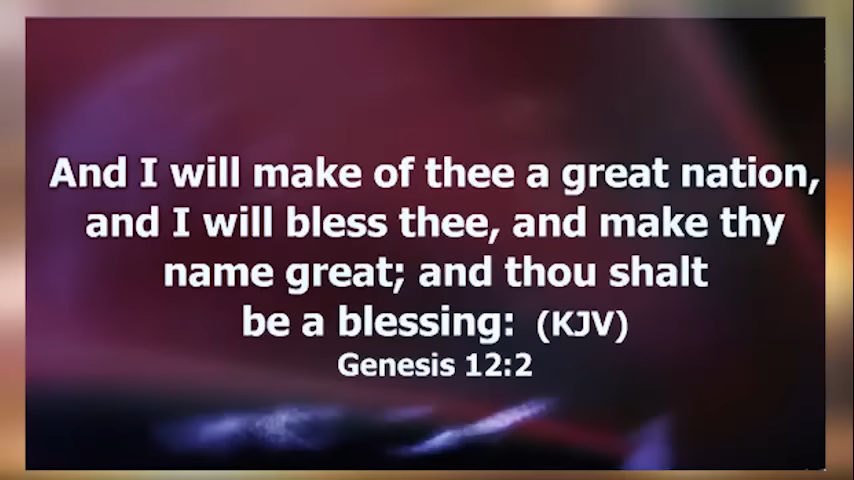 And I will make of thee a great nation,
and I will bless thee, and make thy
name great; and thou shalt
be a blessing: (KJV)
Genesis 12:2